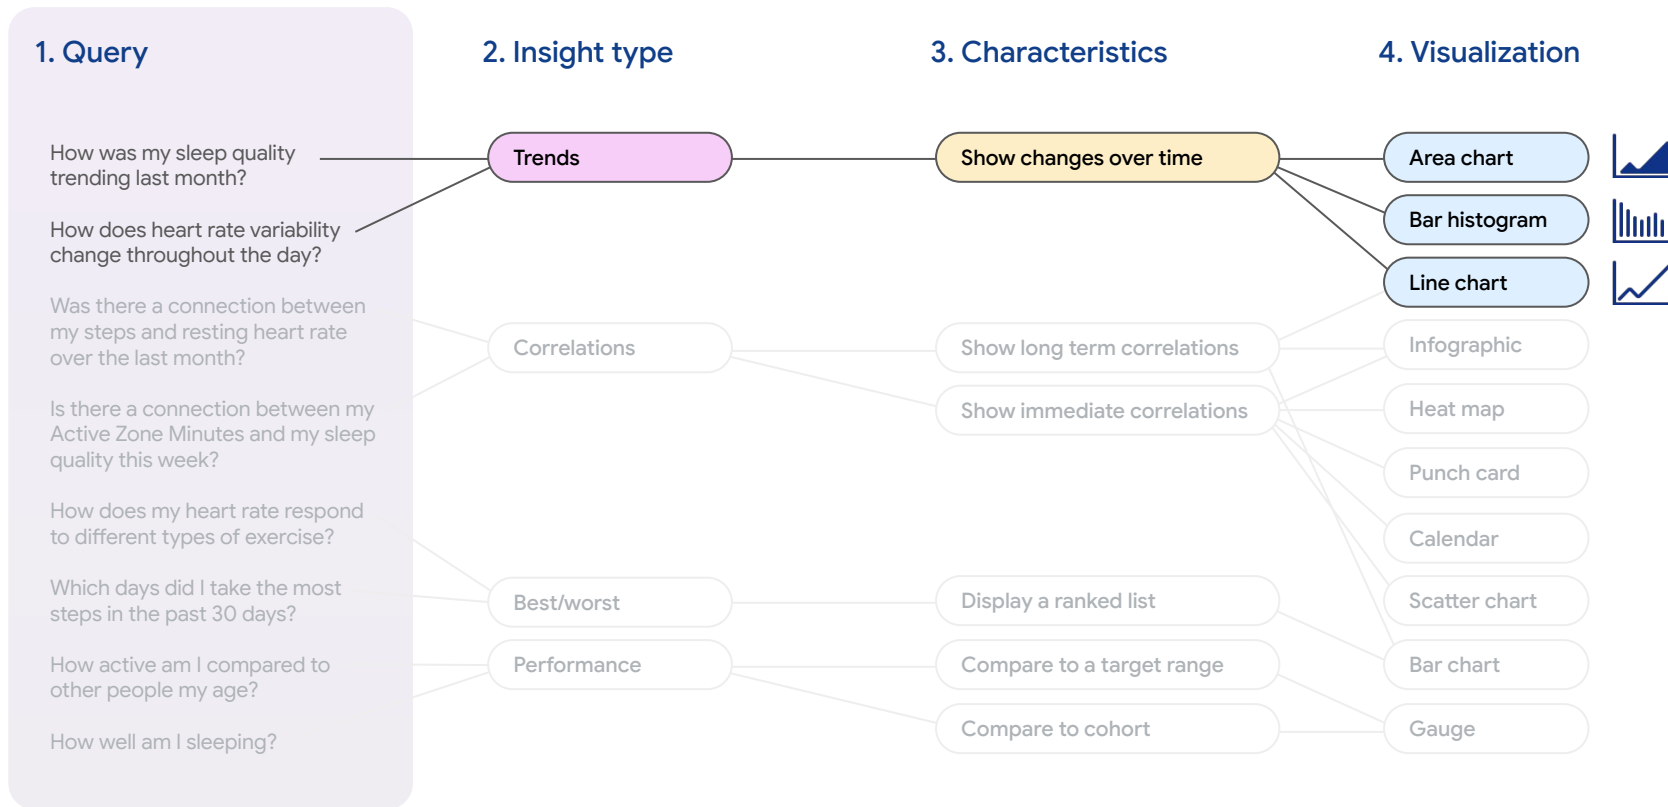 1. Query
2. Insight type
3. Characteristics
4. Visualization
How was my sleep quality
trending last month?
How does heart rate variability
change throughout the day?
Was there a connection between
my steps and resting heart rate
over the last month?
Is there a connection between my
Active Zone Minutes and my sleep
quality this week?
How does my heart rate respond
to different types of exercise?
Which days did I take the most
steps in the past 30 days?
How active am I compared to
other people my age?
How well am I sleeping?
Trends
Correlations
Best/worst
Performance
Show changes over time
Show long term correlations
Show immediate correlations
Display a ranked list
Compare to a target range
Compare to cohort
Area chart
Bar histogram
Line chart
Infographic
Heat map
Punch card
Calendar
Scatter chart
Bar chart
Gauge